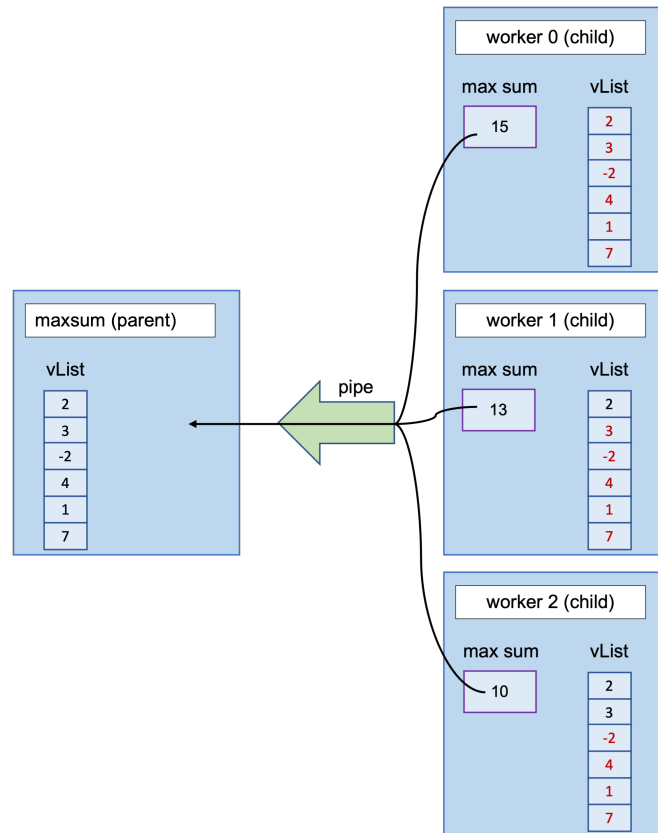 worker 0 (child)
max sum
vList
15
2
3
-2
4
1
7
maxsum (parent)
vList
2
3
-2
4
1
7
pipe
worker 1 (child)
max sum
vList
13
2
3
-2
4
1
7
worker 2 (child)
max sum
vList
10
2
3
-2
4
1
7